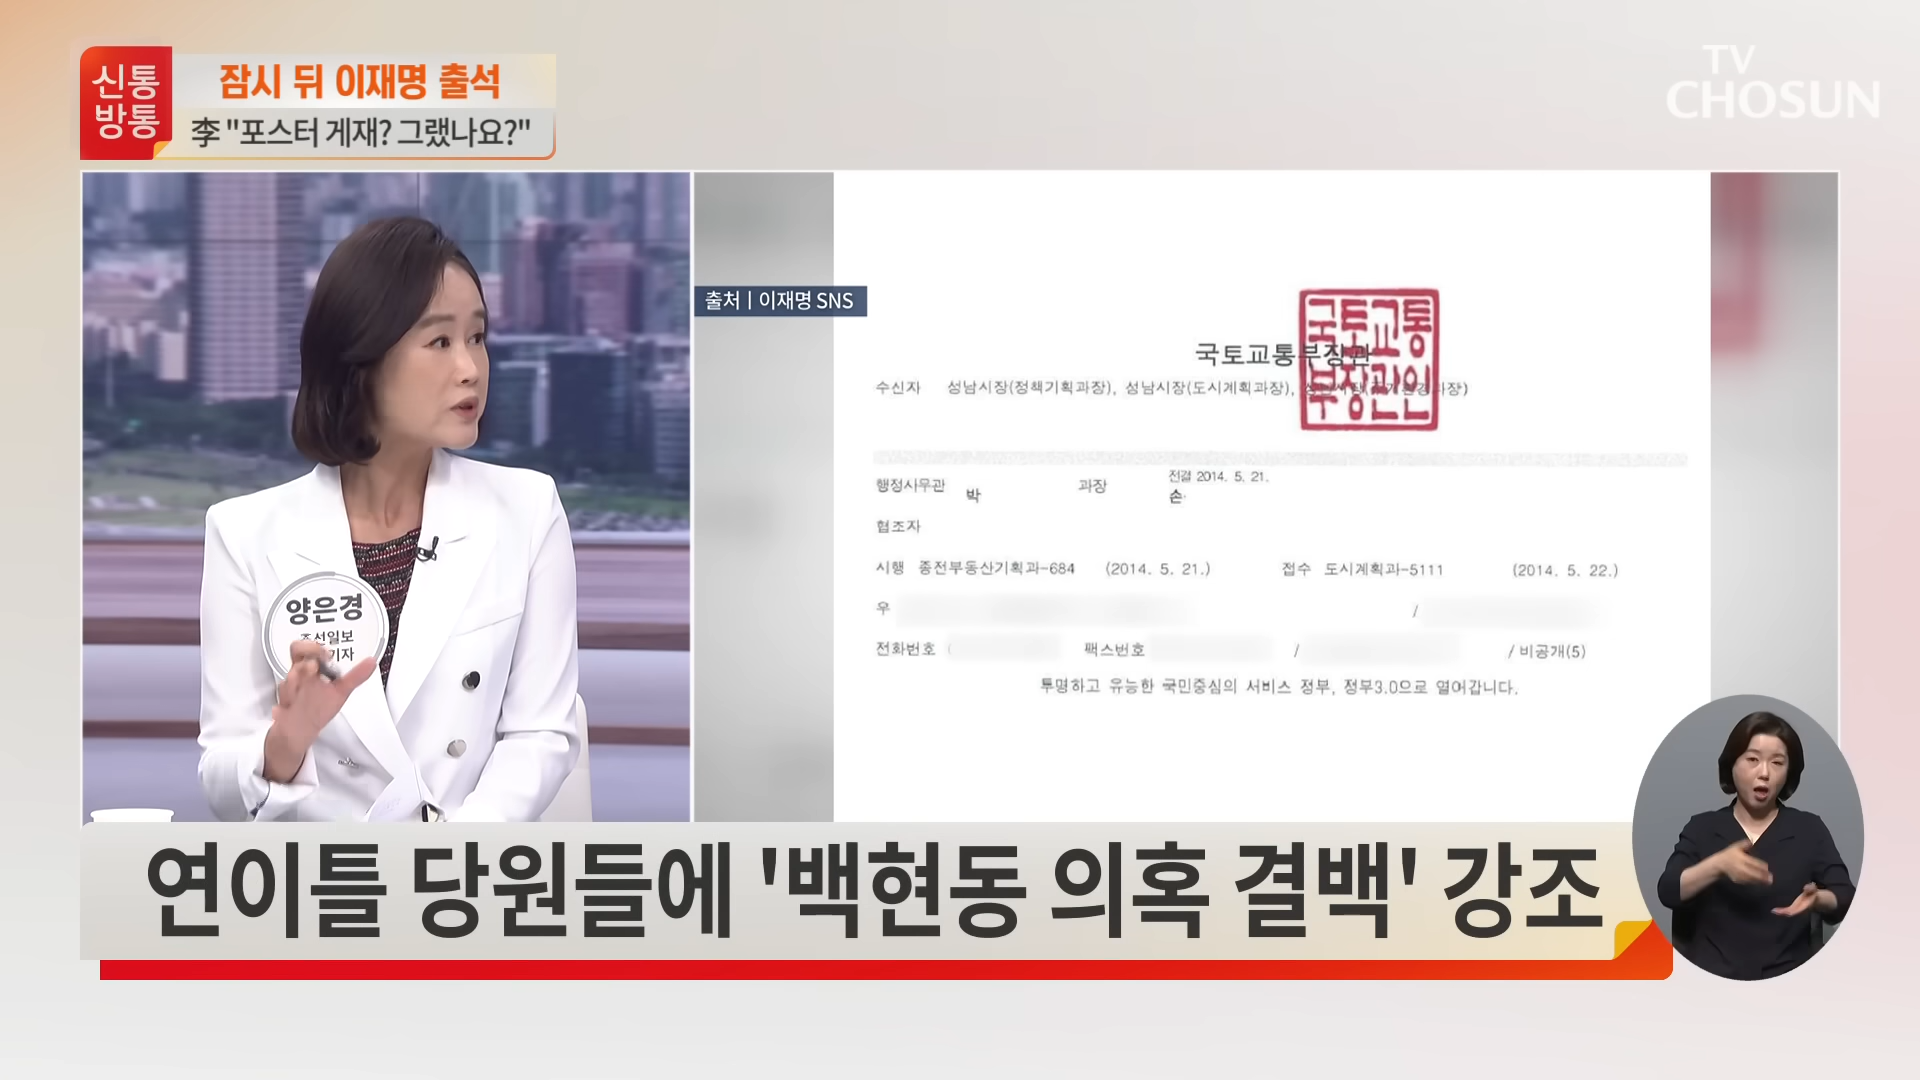 신통
방통
잠시 뒤 이재명 출석
李 "포스터 게재? 그랬나요?"
TV
CHOSUN
출처 | 이재명 SNS
양은경
조선일보
기자
국토교통부장관
국토교통
부장관인
수신자 성남시장(정책기획과장), 성남시장(도시계획과장),
행정사무관 박 과장 전결 2014. 5. 21. 손
협조자
시행 종전부동산기획과-684 (2014. 5. 21.) 접수 도시계획과-5111 (2014. 5. 22.)
우 /
전화번호 ( 팩스번호 / / 비공개(5)
투명하고 유능한 국민중심의 서비스 정부, 정부3.0으로 열어갑니다.
연이틀 당원들에 '백현동 의혹 결백' 강조